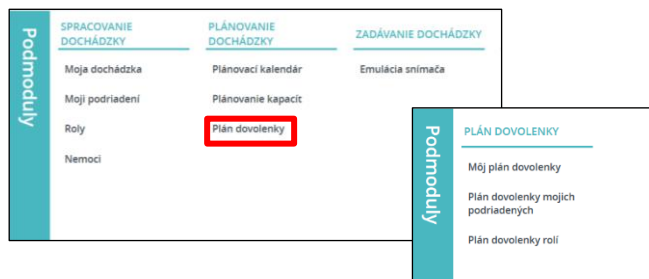 Podmoduly
SPRACOVANIE
DOCHÁDZKY
Moja dochádzka
Moji podriadení
Roly
Nemoci
PLÁNOVANIE
DOCHÁDZKY
Plánovací kalendár
Plánovanie kapacít
Plán dovolenky
ZADÁVANIE DOCHÁDZKY
Emulácia snímača
Podmoduly
PLÁN DOVOLENKY
Môj plán dovolenky
Plán dovolenky mojich
podriadených
Plán dovolenky rolí